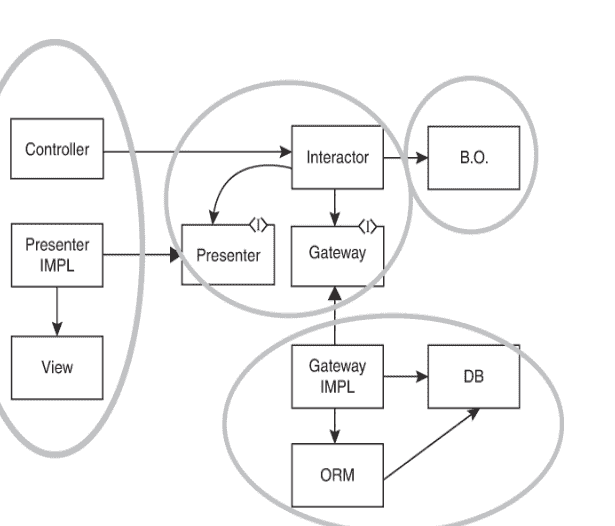 Controller
Interactor
B.O.
<I>
<I>
Presenter
IMPL
Presenter
Gateway
View
Gateway
IMPL
DB
ORM